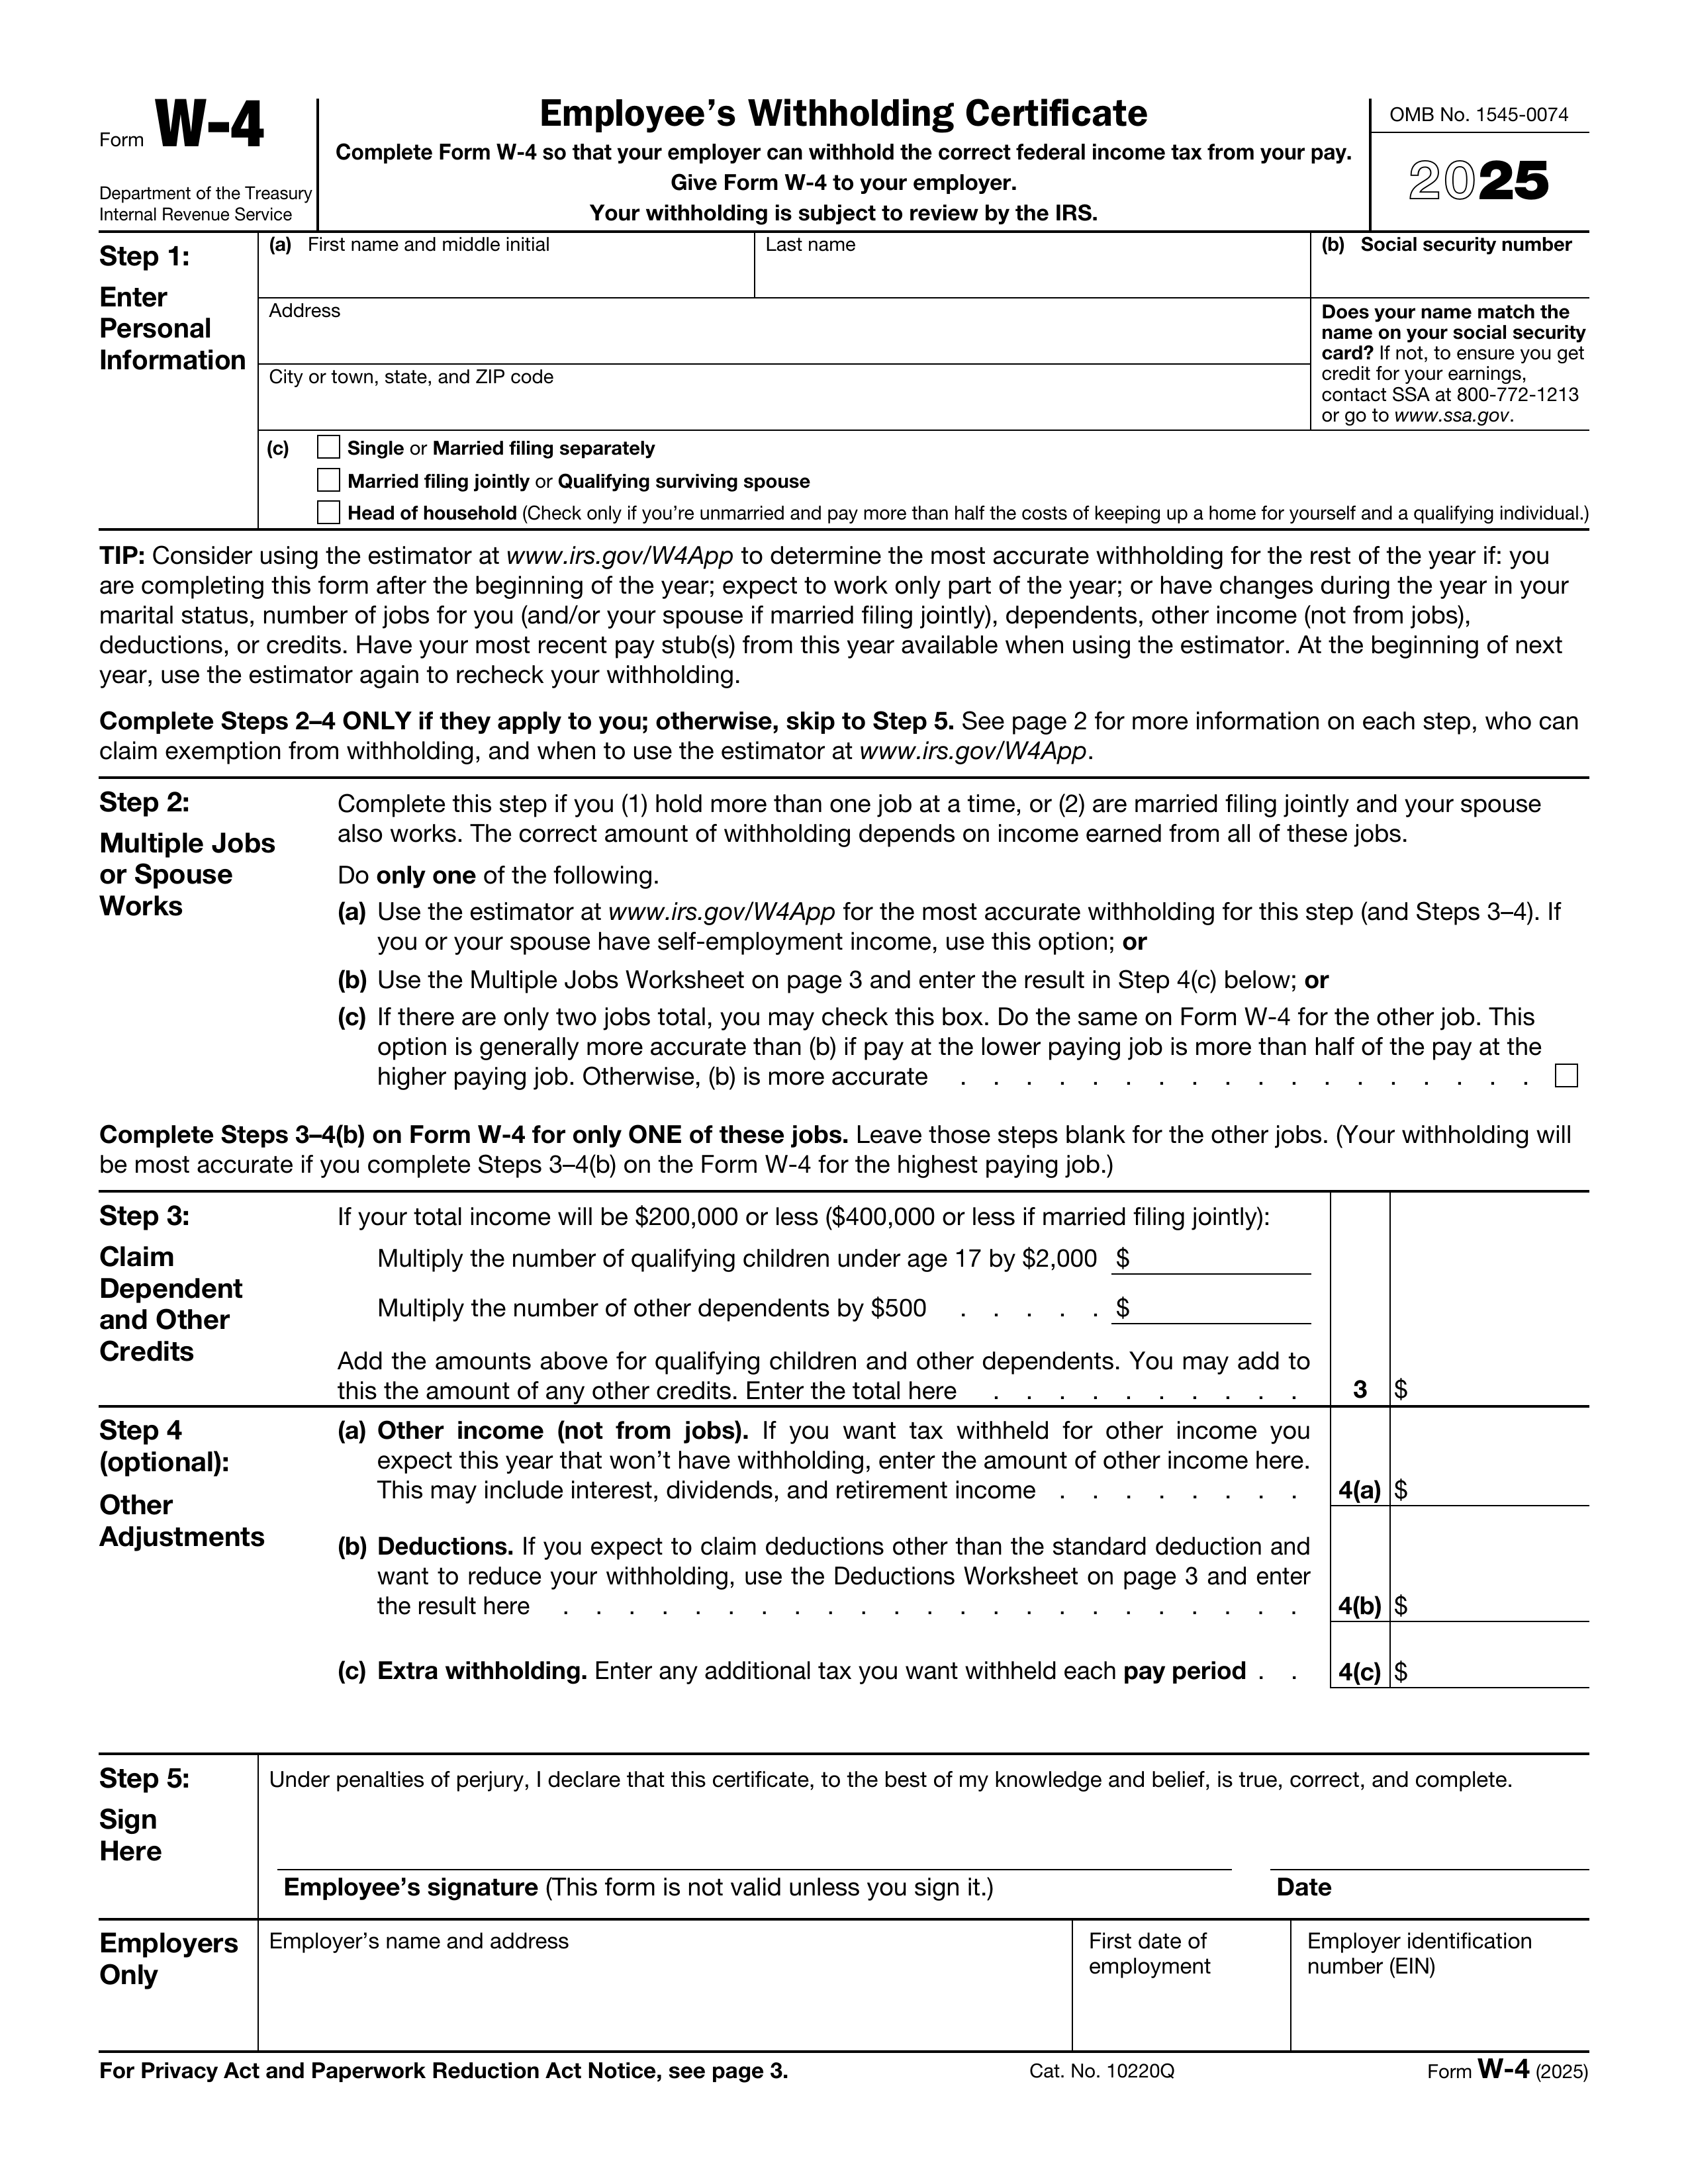 Form W-4
Department of the Treasury
Internal Revenue Service
Employee’s Withholding Certificate
Complete Form W-4 so that your employer can withhold the correct federal income tax from your pay.
Give Form W-4 to your employer.
Your withholding is subject to review by the IRS.
OMB No. 1545-0074
2025
Step 1:
Enter
Personal
Information
(a) First name and middle initial
Last name
(b) Social security number
Address
City or town, state, and ZIP code
Does your name match the
name on your social security
card? If not, to ensure you get
credit for your earnings,
contact SSA at 800-772-1213
or go to www.ssa.gov.
(c) Single or Married filing separately
Married filing jointly or Qualifying surviving spouse
Head of household (Check only if you’re unmarried and pay more than half the costs of keeping up a home for yourself and a qualifying individual.)
TIP: Consider using the estimator at www.irs.gov/W4App to determine the most accurate withholding for the rest of the year if: you
are completing this form after the beginning of the year; expect to work only part of the year; or have changes during the year in your
marital status, number of jobs for you (and/or your spouse if married filing jointly), dependents, other income (not from jobs),
deductions, or credits. Have your most recent pay stub(s) from this year available when using the estimator. At the beginning of next
year, use the estimator again to recheck your withholding.
Complete Steps 2–4 ONLY if they apply to you; otherwise, skip to Step 5. See page 2 for more information on each step, who can
claim exemption from withholding, and when to use the estimator at www.irs.gov/W4App.
Step 2:
Multiple Jobs
or Spouse
Works
Complete this step if you (1) hold more than one job at a time, or (2) are married filing jointly and your spouse
also works. The correct amount of withholding depends on income earned from all of these jobs.
Do only one of the following.
(a) Use the estimator at www.irs.gov/W4App for the most accurate withholding for this step (and Steps 3–4). If
you or your spouse have self-employment income, use this option; or
(b) Use the Multiple Jobs Worksheet on page 3 and enter the result in Step 4(c) below; or
(c) If there are only two jobs total, you may check this box. Do the same on Form W-4 for the other job. This
option is generally more accurate than (b) if pay at the lower paying job is more than half of the pay at the
higher paying job. Otherwise, (b) is more accurate . . . . . . . . . . . . . . . . . . .
Complete Steps 3–4(b) on Form W-4 for only ONE of these jobs. Leave those steps blank for the other jobs. (Your withholding will
be most accurate if you complete Steps 3–4(b) on the Form W-4 for the highest paying job.)
Step 3:
Claim
Dependent
and Other
Credits
If your total income will be $200,000 or less ($400,000 or less if married filing jointly):
Multiply the number of qualifying children under age 17 by $2,000 $
Multiply the number of other dependents by $500 . . . . . $
Add the amounts above for qualifying children and other dependents. You may add to
this the amount of any other credits. Enter the total here . . . . . . . . . . 3 $
Step 4
(optional):
Other
Adjustments
(a) Other income (not from jobs). If you want tax withheld for other income you
expect this year that won’t have withholding, enter the amount of other income here.
This may include interest, dividends, and retirement income . . . . . . . . 4(a) $
(b) Deductions. If you expect to claim deductions other than the standard deduction and
want to reduce your withholding, use the Deductions Worksheet on page 3 and enter
the result here . . . . . . . . . . . . . . . . . . . . . . . . 4(b) $
(c) Extra withholding. Enter any additional tax you want withheld each pay period . . 4(c) $
Step 5:
Sign
Here
Under penalties of perjury, I declare that this certificate, to the best of my knowledge and belief, is true, correct, and complete.
Employee’s signature (This form is not valid unless you sign it.)
Date
Employers
Only
Employer’s name and address
First date of
employment
Employer identification
number (EIN)
For Privacy Act and Paperwork Reduction Act Notice, see page 3.
Cat. No. 10220Q
Form W-4 (2025)